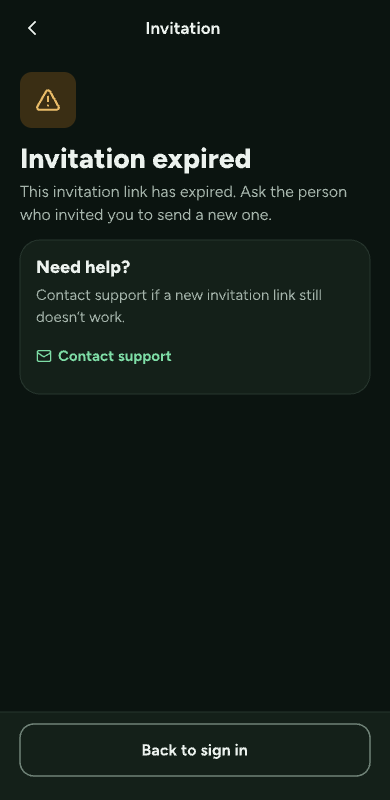 Invitation
Invitation expired
This invitation link has expired. Ask the person
who invited you to send a new one.
Need help?
Contact support if a new invitation link still
doesn't work.
Contact support
Back to sign in